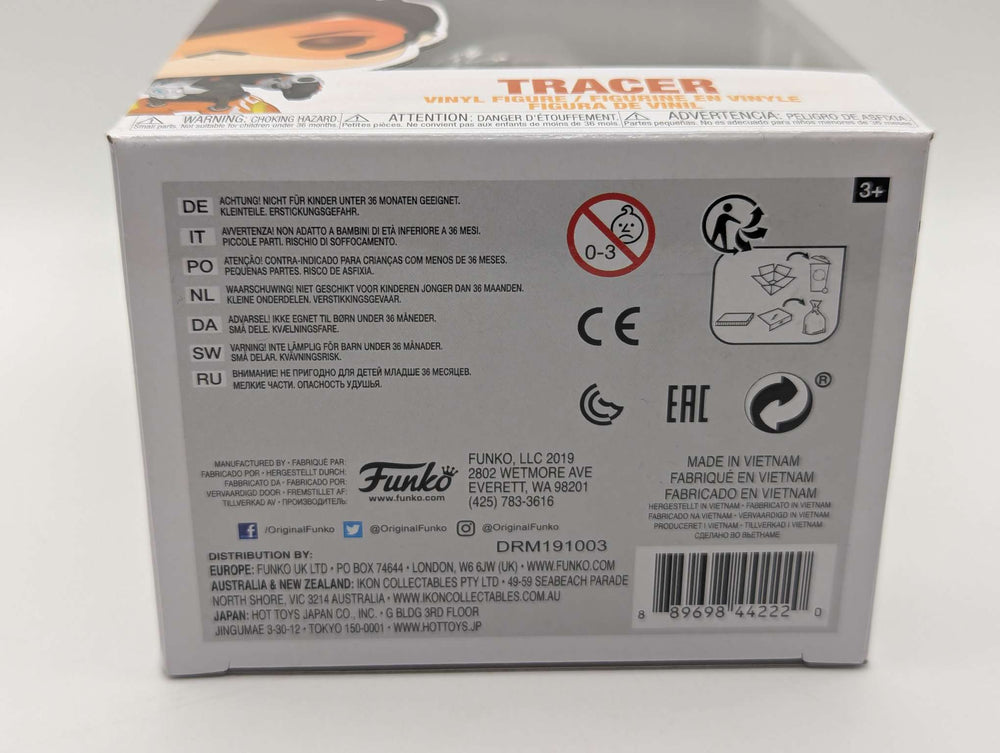 TRACER
VINYL FIGURE / FIGURINE EN VINYLE
FIGURA DE VINIL
WARNING: CHOKING HAZARD.
Small parts. Not suitable for children under 36 months.
ATTENTION: DANGER D'ÉTOUFFEMENT.
Petites pièces. Ne convient pas aux enfants de moins de 36 mois.
ADVERTENCIA: PELIGRO DE ASFIXIA
Partes pequeñas. No es adecuado para niños menores de 36 meses.
3+
DE ACHTUNG! NICHT FÜR KINDER UNTER 36 MONATEN GEEIGNET.
KLEINTEILE. ERSTICKUNGSGEFAHR.
IT AVVERTENZA! NON ADATTO A BAMBINI DI ETÀ INFERIORE A 36 MESI.
PICCOLE PARTI. RISCHIO DI SOFFOCAMENTO.
PO ATENÇÃO! CONTRA-INDICADO PARA CRIANÇAS COM MENOS DE 36 MESES.
PEQUENAS PARTES. RISCO DE ASFIXIA.
NL WAARSCHUWING! NIET GESCHIKT VOOR KINDEREN JONGER DAN 36 MAANDEN.
KLEINE ONDERDELEN. VERSTIKKINGSGEVAAR.
DA ADVARSEL! IKKE EGNET TIL BØRN UNDER 36 MÅNEDER.
SMÅ DELE. KVÆLNINGSFARE.
SW VARNING! INTE LÄMPLIG FÖR BARN UNDER 36 MÅNADER.
SMÅ DELAR. KVÄVNINGSRISK.
RU ВНИМАНИЕ! НЕ ПРИГОДНО ДЛЯ ДЕТЕЙ МЛАДШЕ 36 МЕСЯЦЕВ.
МЕЛКИЕ ЧАСТИ. ОПАСНОСТЬ УДУШЬЯ.
0-3
CE
EAC
®
MANUFACTURED BY • FABRIQUÉ PAR:
FABRICADO POR • HERGESTELLT DURCH:
FABBRICATO DA • FABRICADO POR:
VERVAARDIGD DOOR • FREMSTILLET AF:
TILLVERKAD AV • ПРОИЗВОДИТЕЛЬ:
Funko
www.funko.com
FUNKO, LLC 2019
2802 WETMORE AVE
EVERETT, WA 98201
(425) 783-3616
MADE IN VIETNAM
FABRIQUÉ EN VIETNAM
FABRICADO EN VIETNAM
HERGESTELLT IN VIETNAM • FABBRICATO IN VIETNAM
FABRICADO NA VIETNAM • VERVAARDIGD IN VIETNAM
PRODUCERET I VIETNAM • TILLVERKAD I VIETNAM
СДЕЛАНО ВО ВЬЕТНАМЕ
/OriginalFunko @OriginalFunko @OriginalFunko
DRM191003
DISTRIBUTION BY:
EUROPE: FUNKO UK LTD • PO BOX 74644 • LONDON, W6 6JW (UK) • WWW.FUNKO.COM
AUSTRALIA & NEW ZEALAND: IKON COLLECTABLES PTY LTD • 49-59 SEABEACH PARADE
NORTH SHORE, VIC 3214 AUSTRALIA • WWW.IKONCOLLECTABLES.COM.AU
JAPAN: HOT TOYS JAPAN CO., INC. • G BLDG 3RD FLOOR
JINGUMAE 3-30-12 • TOKYO 150-0001 • WWW.HOTTOYS.JP
8 89698 44222 0